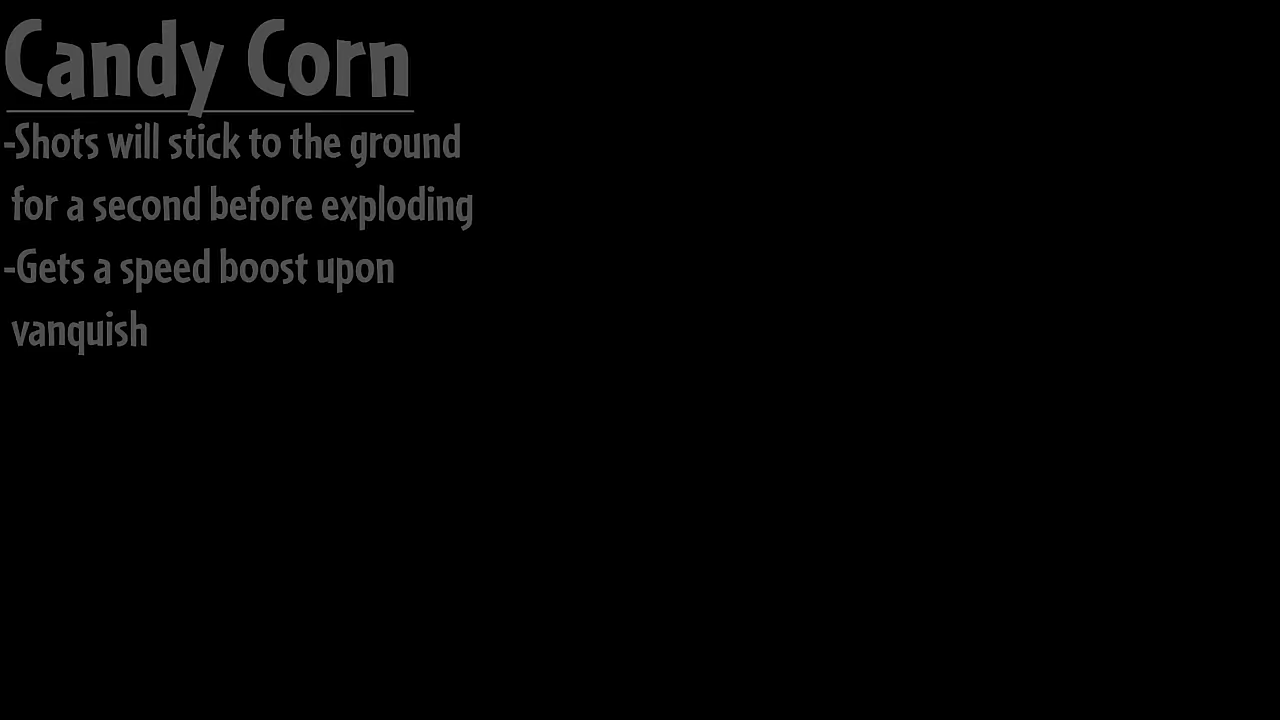 Candy Corn
-Shots will stick to the ground
for a second before exploding
-Gets a speed boost upon
vanquish